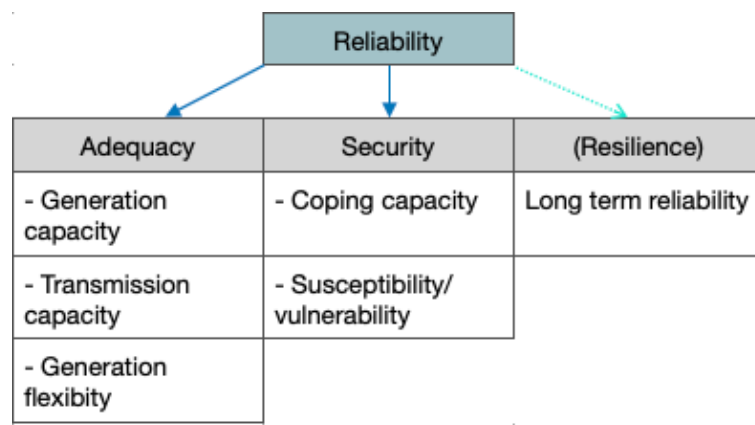 Reliability
Adequacy
Security
(Resilience)
- Generation
capacity
- Coping capacity
Long term reliability
- Transmission
capacity
- Susceptibility/
vulnerability
- Generation
flexibity